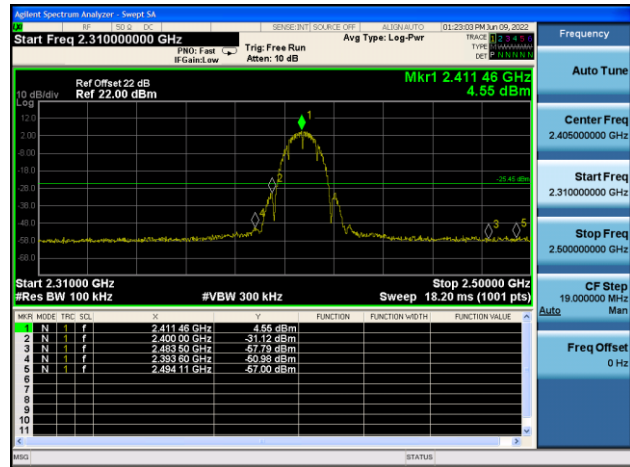 Agilent Spectrum Analyzer - Swept SA
RF 50 Ω DC SENSE:INT SOURCE OFF ALIGN AUTO 01:23:03 PM Jun 09, 2022
Start Freq 2.310000000 GHz
PNO: Fast
IFGain:Low
Trig: Free Run
Atten: 10 dB
Avg Type: Log-Pwr
TRACE 1 2 3 4 5 6
TYPE M
DET P N N N N N
Ref Offset 22 dB
10 dB/div Ref 22.00 dBm
Mkr1 2.411 46 GHz
4.55 dBm
Log
12.0
2.00
-8.00
-18.0
-28.0
-38.0
-48.0
-58.0
-68.0
-25.45 dBm
1
2
4
3
5
Start 2.31000 GHz Stop 2.50000 GHz
#Res BW 100 kHz #VBW 300 kHz Sweep 18.20 ms (1001 pts)
MKR MODE TRC SCL X Y FUNCTION FUNCTION WIDTH FUNCTION VALUE
1 N 1 f 2.411 46 GHz 4.55 dBm
2 N 1 f 2.400 00 GHz -31.12 dBm
3 N 1 f 2.483 50 GHz -57.79 dBm
4 N 1 f 2.393 60 GHz -50.98 dBm
5 N 1 f 2.494 11 GHz -57.00 dBm
6
7
8
9
10
11
MSG STATUS
Frequency
Auto Tune
Center Freq
2.405000000 GHz
Start Freq
2.310000000 GHz
Stop Freq
2.500000000 GHz
CF Step
19.000000 MHz
Auto Man
Freq Offset
0 Hz